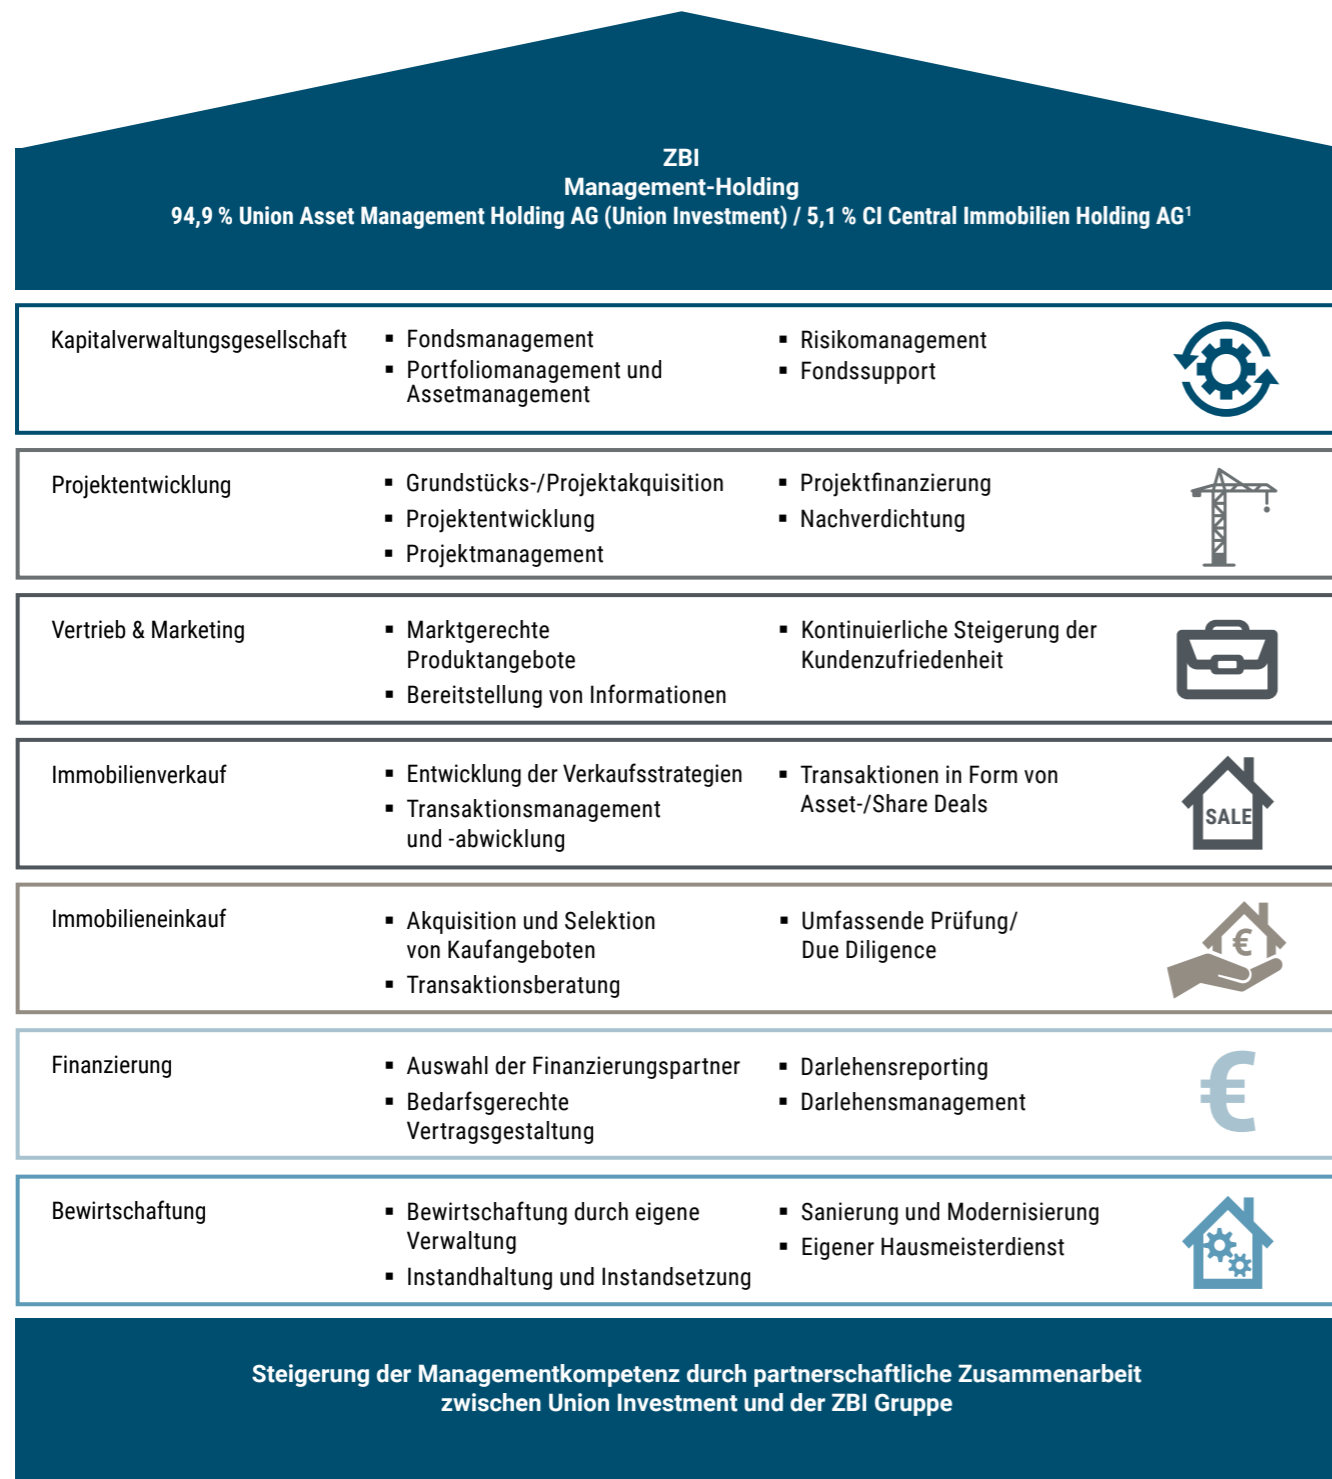 ZBI
Management-Holding
94,9 % Union Asset Management Holding AG (Union Investment) / 5,1 % CI Central Immobilien Holding AG¹
Kapitalverwaltungsgesellschaft
▪ Fondsmanagement
▪ Portfoliomanagement und
Assetmanagement
▪ Risikomanagement
▪ Fondssupport
Projektentwicklung
▪ Grundstücks-/Projektakquisition
▪ Projektentwicklung
▪ Projektmanagement
▪ Projektfinanzierung
▪ Nachverdichtung
Vertrieb & Marketing
▪ Marktgerechte
Produktangebote
▪ Bereitstellung von Informationen
▪ Kontinuierliche Steigerung der
Kundenzufriedenheit
Immobilienverkauf
▪ Entwicklung der Verkaufsstrategien
▪ Transaktionsmanagement
und -abwicklung
▪ Transaktionen in Form von
Asset-/Share Deals
SALE
Immobilieneinkauf
▪ Akquisition und Selektion
von Kaufangeboten
▪ Transaktionsberatung
▪ Umfassende Prüfung/
Due Diligence
€
Finanzierung
▪ Auswahl der Finanzierungspartner
▪ Bedarfsgerechte
Vertragsgestaltung
▪ Darlehensreporting
▪ Darlehensmanagement
€
Bewirtschaftung
▪ Bewirtschaftung durch eigene
Verwaltung
▪ Instandhaltung und Instandsetzung
▪ Sanierung und Modernisierung
▪ Eigener Hausmeisterdienst
Steigerung der Managementkompetenz durch partnerschaftliche Zusammenarbeit
zwischen Union Investment und der ZBI Gruppe